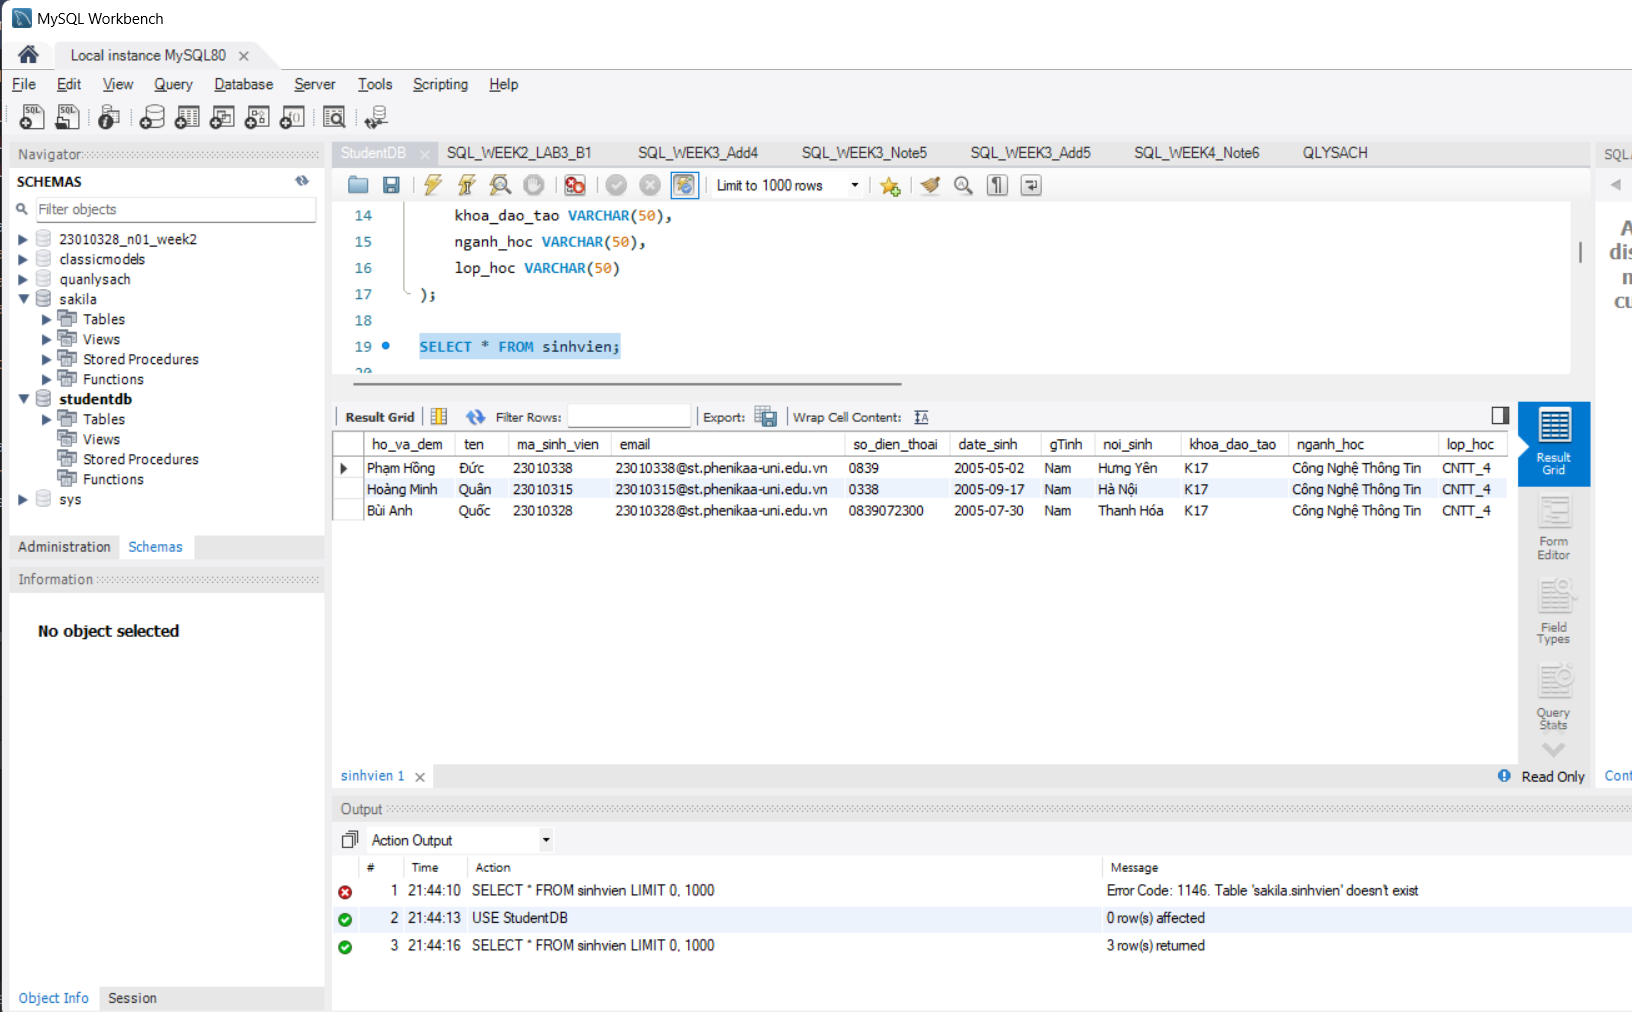 MySQL Workbench
Local instance MySQL80
File Edit View Query Database Server Tools Scripting Help
Navigator
SCHEMAS
Filter objects
23010328_n01_week2
classicmodels
quanlysach
sakila
Tables
Views
Stored Procedures
Functions
studentdb
Tables
Views
Stored Procedures
Functions
sys
Administration Schemas
Information
No object selected
Object Info Session
StudentDB SQL_WEEK2_LAB3_B1 SQL_WEEK3_Add4 SQL_WEEK3_Note5 SQL_WEEK3_Add5 SQL_WEEK4_Note6 QLYSACH
Limit to 1000 rows
14 khoa_dao_tao VARCHAR(50),
15 nganh_hoc VARCHAR(50),
16 lop_hoc VARCHAR(50)
17 );
18
19 SELECT * FROM sinhvien;
20
Result Grid Filter Rows: Export: Wrap Cell Content:
ho_va_dem ten ma_sinh_vien email so_dien_thoai date_sinh gTinh noi_sinh khoa_dao_tao nganh_hoc lop_hoc
Phạm Hồng Đức 23010338 23010338@st.phenikaa-uni.edu.vn 0839 2005-05-02 Nam Hưng Yên K17 Công Nghệ Thông Tin CNTT_4
Hoàng Minh Quân 23010315 23010315@st.phenikaa-uni.edu.vn 0338 2005-09-17 Nam Hà Nội K17 Công Nghệ Thông Tin CNTT_4
Bùi Anh Quốc 23010328 23010328@st.phenikaa-uni.edu.vn 0839072300 2005-07-30 Nam Thanh Hóa K17 Công Nghệ Thông Tin CNTT_4
Result
Grid
Form
Editor
Field
Types
Query
Stats
sinhvien 1
Read Only
Output
Action Output
# Time Action Message
1 21:44:10 SELECT * FROM sinhvien LIMIT 0, 1000 Error Code: 1146. Table 'sakila.sinhvien' doesn't exist
2 21:44:13 USE StudentDB 0 row(s) affected
3 21:44:16 SELECT * FROM sinhvien LIMIT 0, 1000 3 row(s) returned